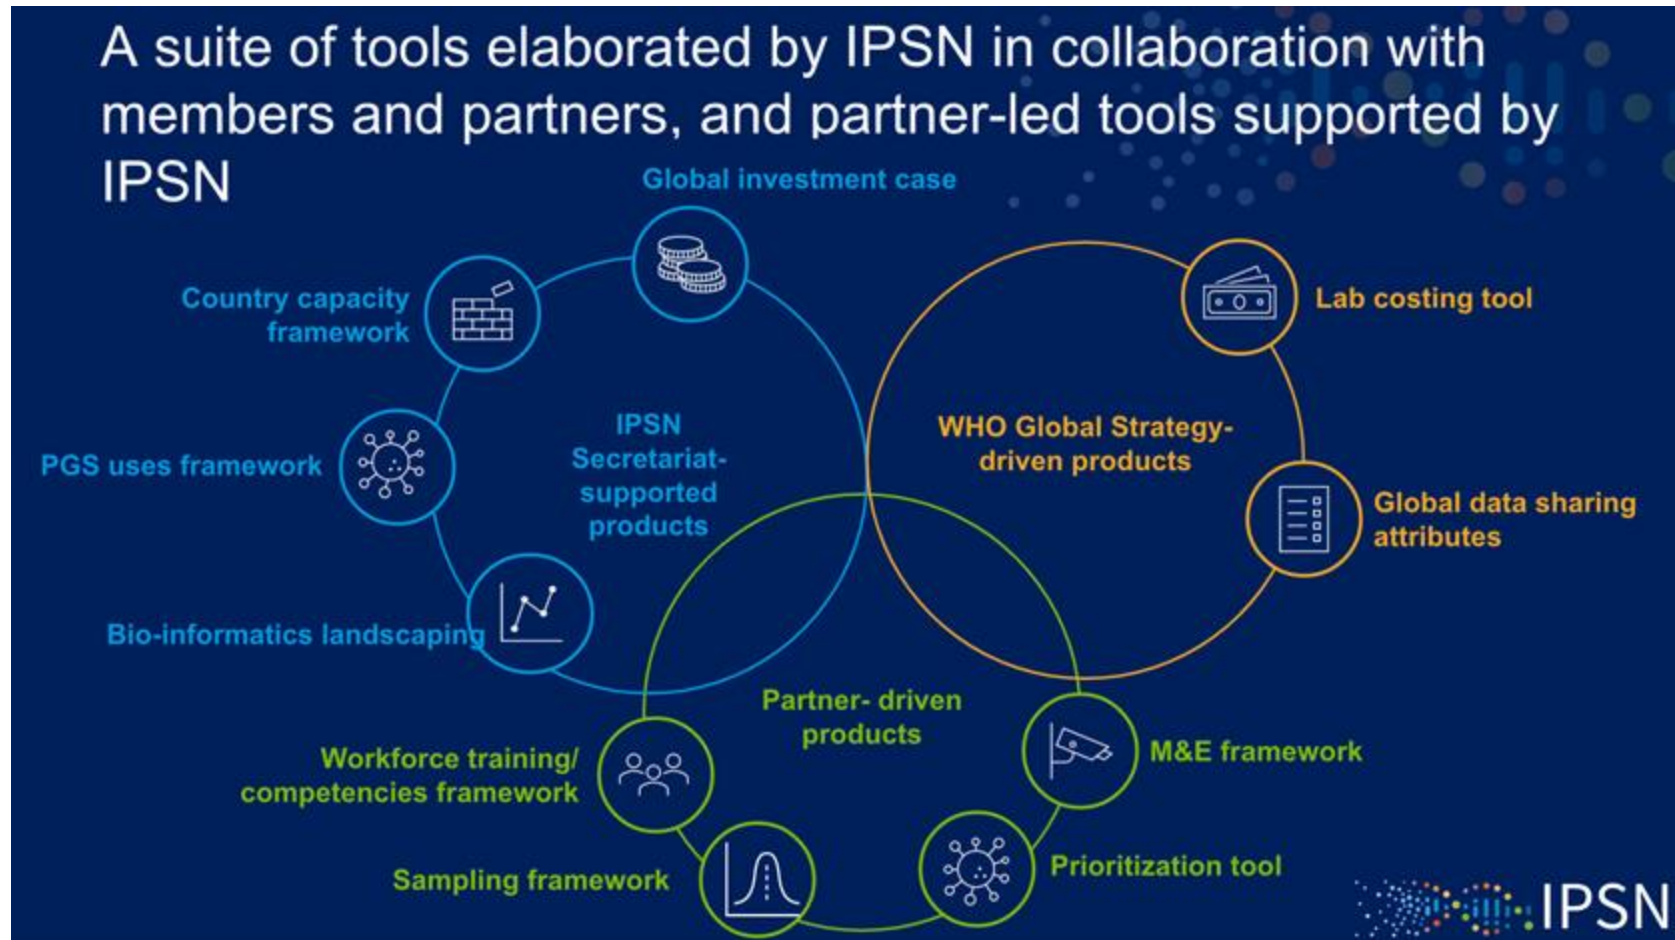 A suite of tools elaborated by IPSN in collaboration with
members and partners, and partner-led tools supported by
IPSN
Global investment case
Country capacity
framework
PGS uses framework
Bio-informatics landscaping
IPSN
Secretariat-
supported
products
WHO Global Strategy-
driven products
Lab costing tool
Global data sharing
attributes
Partner- driven
products
Workforce training/
competencies framework
Sampling framework
M&E framework
Prioritization tool
IPSN